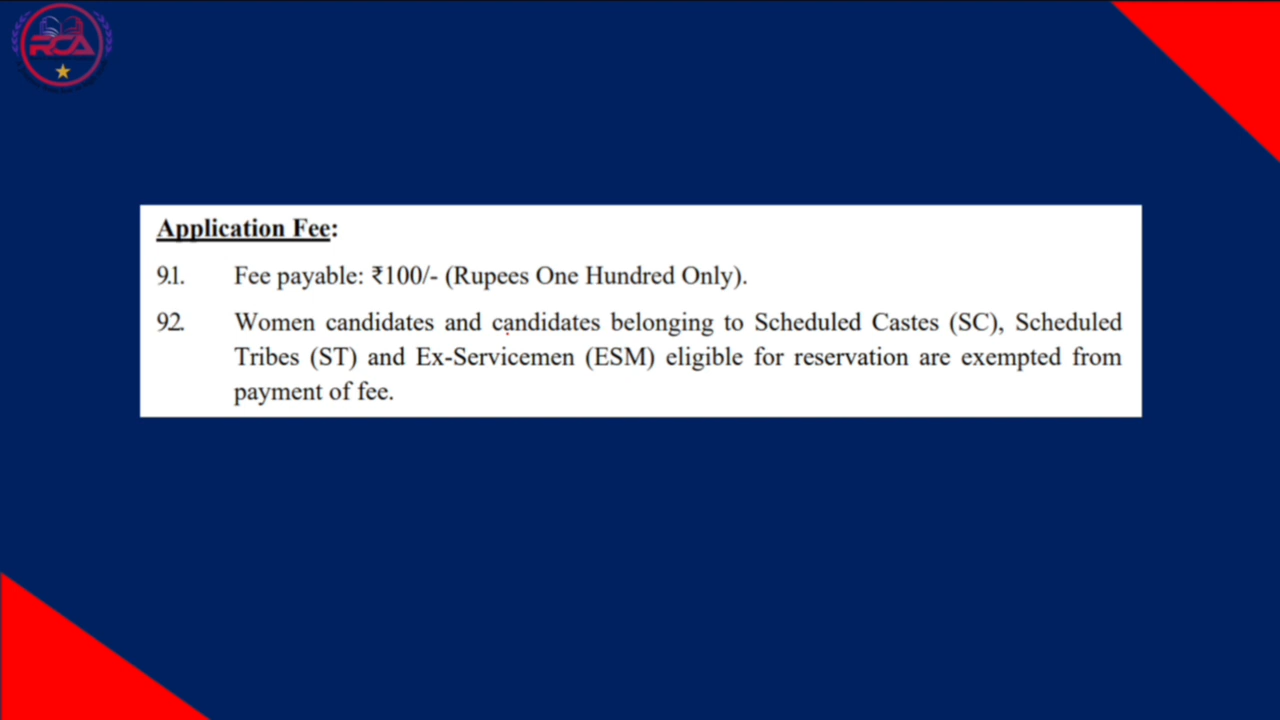 RCA
Application Fee:
9.1. Fee payable: ₹100/- (Rupees One Hundred Only).
9.2. Women candidates and candidates belonging to Scheduled Castes (SC), Scheduled
Tribes (ST) and Ex-Servicemen (ESM) eligible for reservation are exempted from
payment of fee.